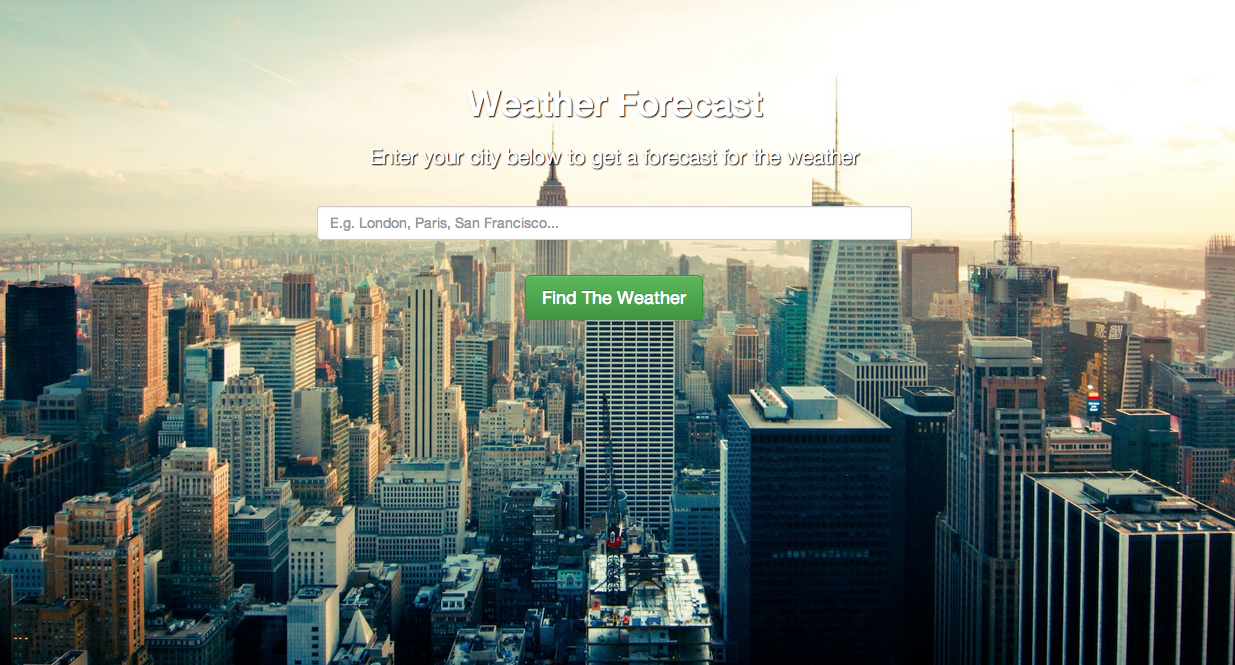 Weather Forecast
Enter your city below to get a forecast for the weather
E.g. London, Paris, San Francisco...
Find The Weather